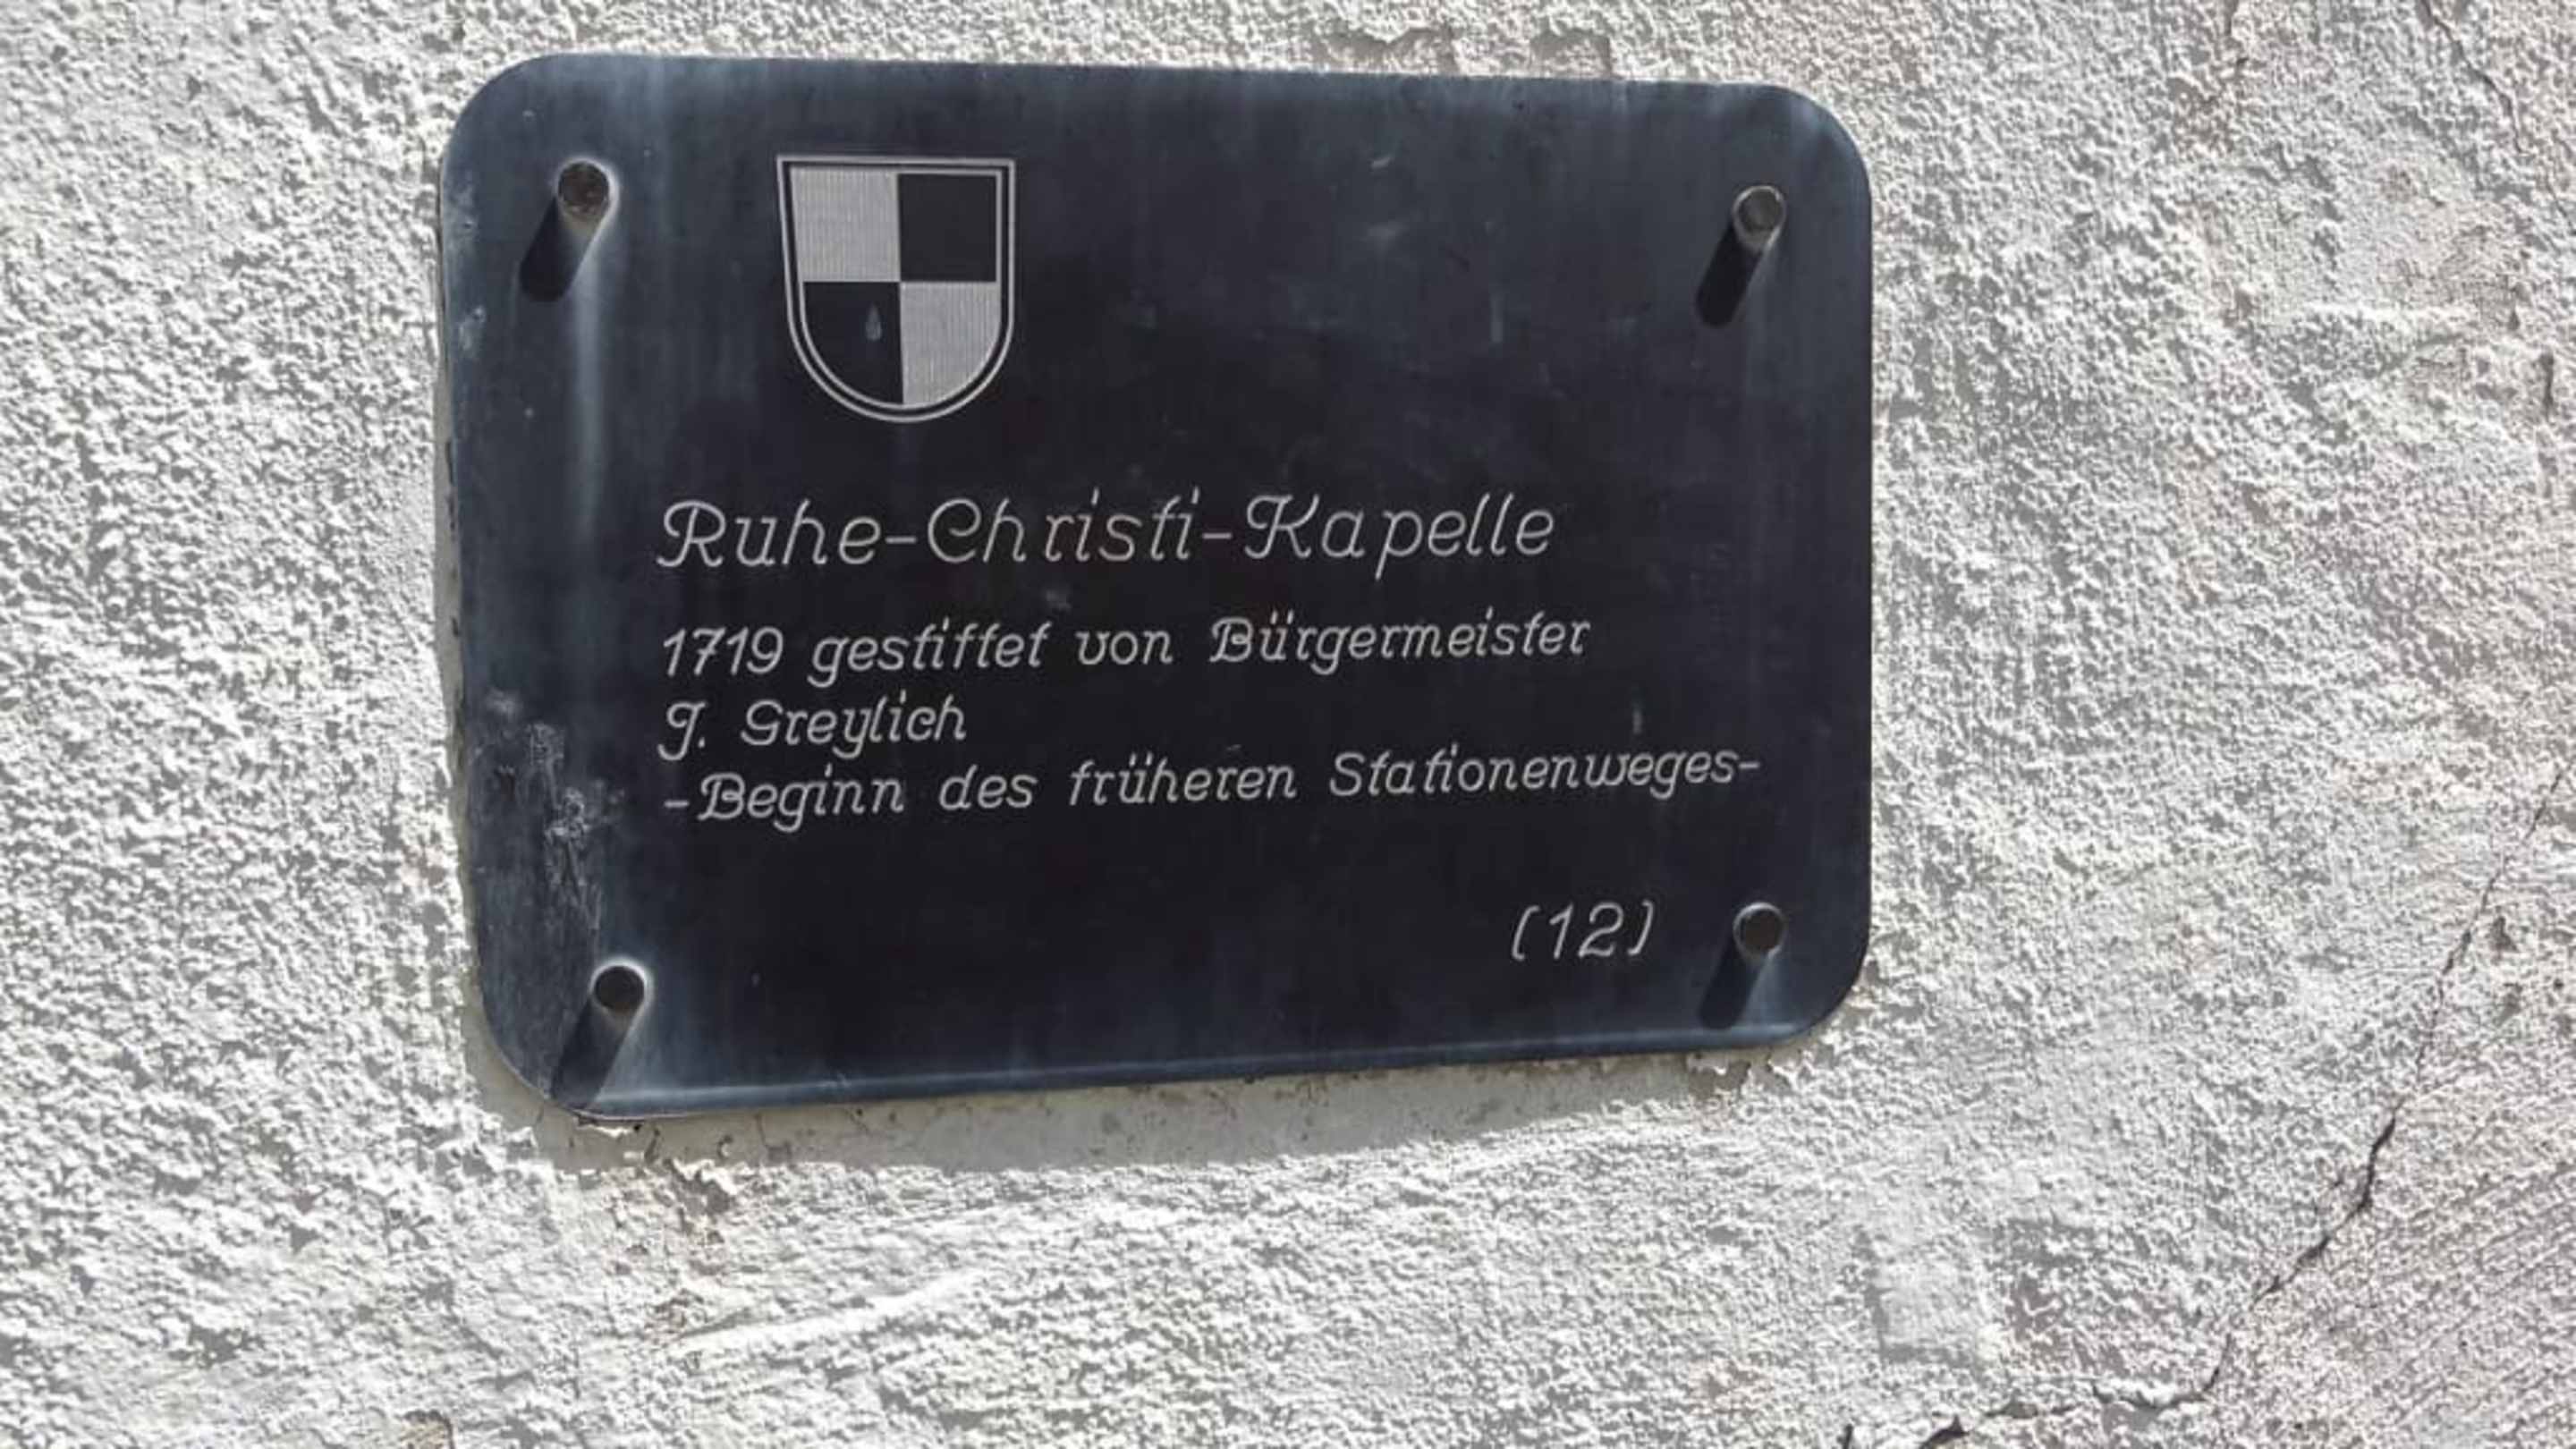 Ruhe-Christi-Kapelle
1719 gestiftet von Bürgermeister
J. Greylich
-Beginn des früheren Stationenweges-
(12)